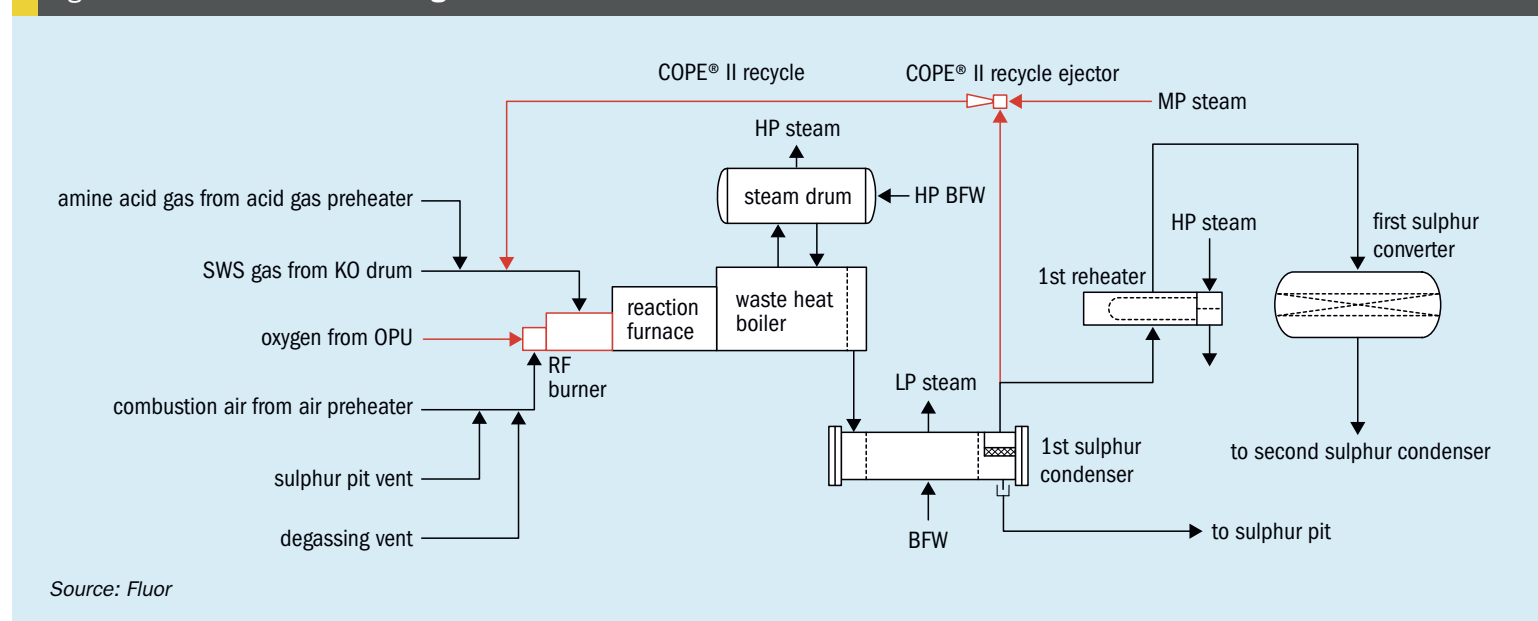 COPE® II recycle
COPE® II recycle ejector
MP steam
HP steam
amine acid gas from acid gas preheater
steam drum
HP BFW
SWS gas from KO drum
HP steam
first sulphur
converter
1st reheater
reaction
furnace
waste heat
boiler
oxygen from OPU
RF
burner
combustion air from air preheater
LP steam
1st sulphur
condenser
to second sulphur condenser
sulphur pit vent
degassing vent
BFW
to sulphur pit
Source: Fluor